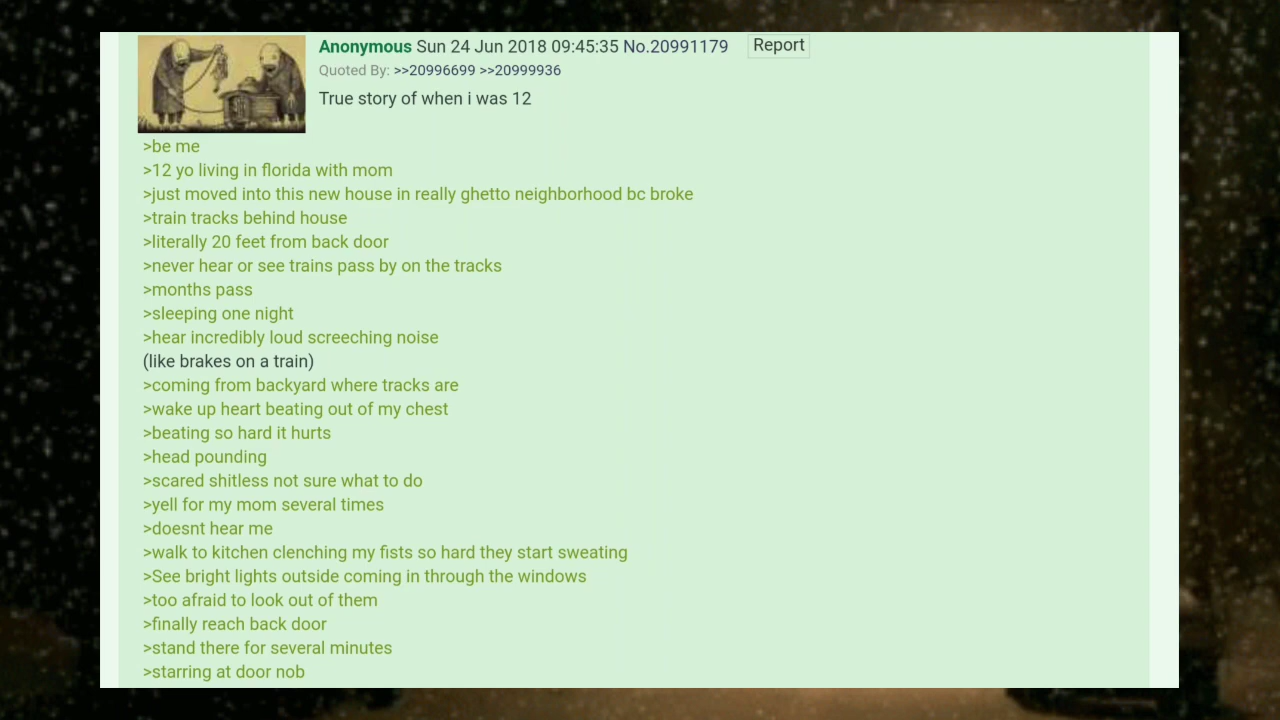 Anonymous Sun 24 Jun 2018 09:45:35 No.20991179 Report
Quoted By: >>20996699 >>20999936
True story of when i was 12
>be me
>12 yo living in florida with mom
>just moved into this new house in really ghetto neighborhood bc broke
>train tracks behind house
>literally 20 feet from back door
>never hear or see trains pass by on the tracks
>months pass
>sleeping one night
>hear incredibly loud screeching noise
(like brakes on a train)
>coming from backyard where tracks are
>wake up heart beating out of my chest
>beating so hard it hurts
>head pounding
>scared shitless not sure what to do
>yell for my mom several times
>doesnt hear me
>walk to kitchen clenching my fists so hard they start sweating
>See bright lights outside coming in through the windows
>too afraid to look out of them
>finally reach back door
>stand there for several minutes
>starring at door nob